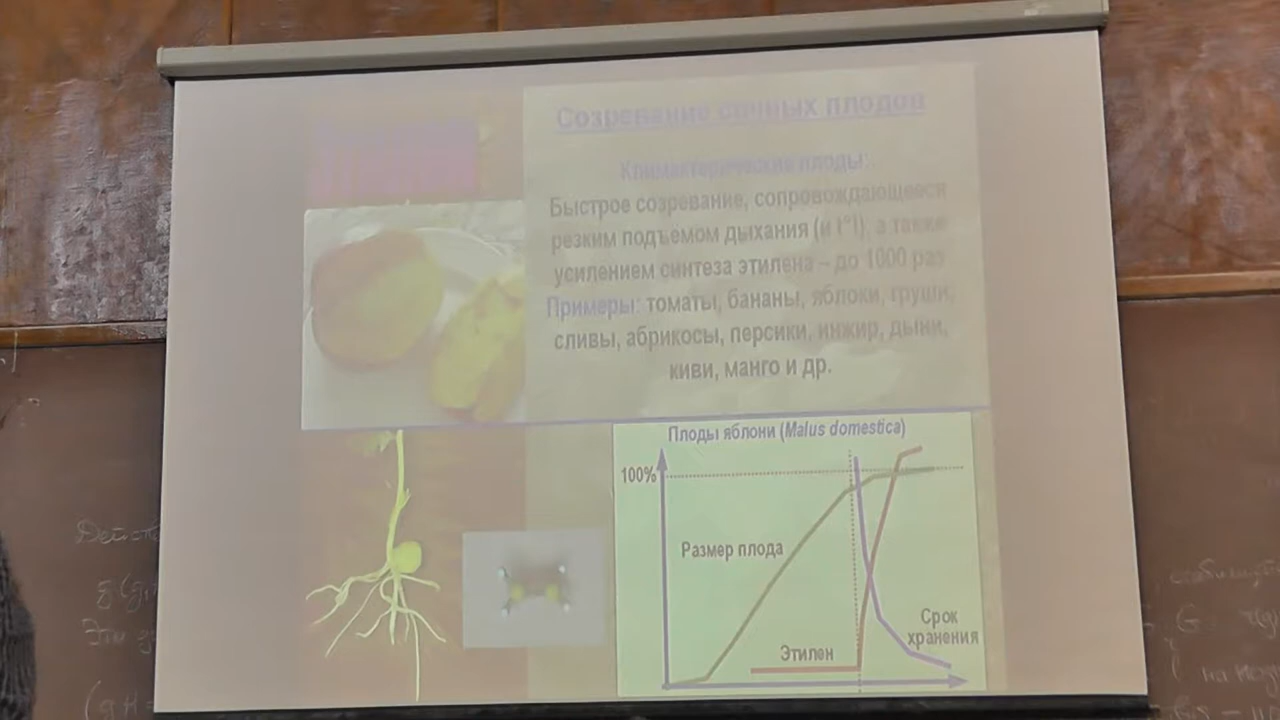 Созревание сочных плодов
Климактерические плоды:
Быстрое созревание, сопровождающееся
резким подъемом дыхания (и t°!), а также
усилением синтеза этилена – до 1000 раз
Примеры: томаты, бананы, яблоки, груши,
сливы, абрикосы, персики, инжир, дыни,
киви, манго и др.
Плоды яблони (Malus domestica)
100%
Размер плода
Этилен
Срок
хранения